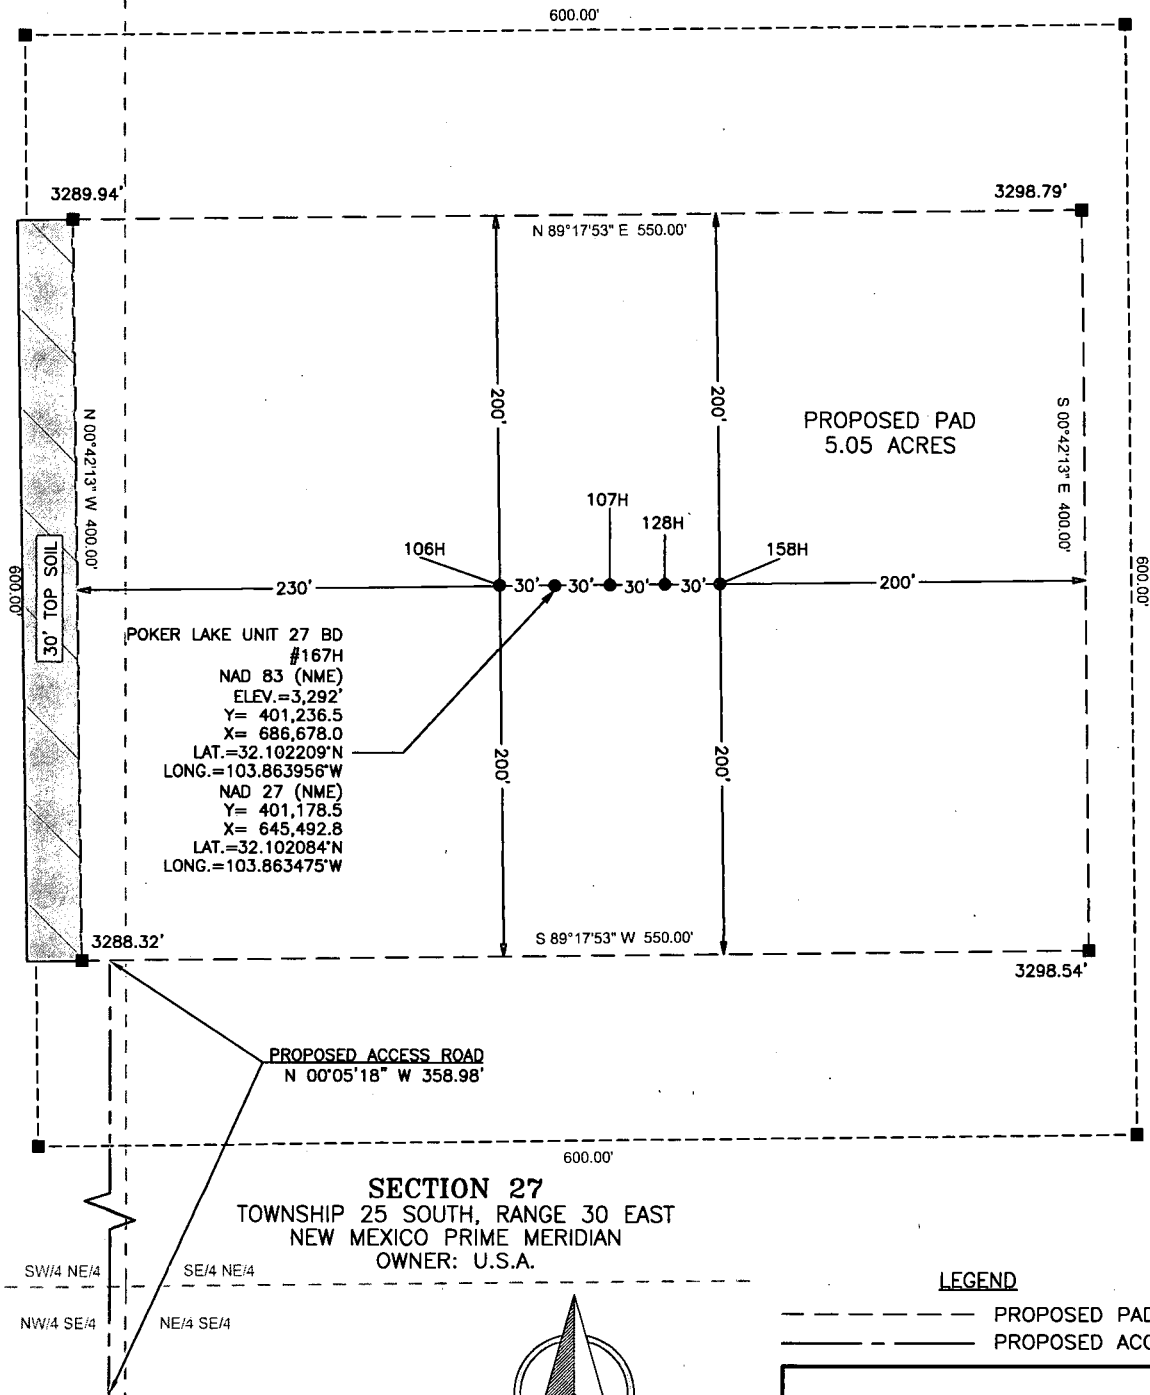 600.00'
3289.94'
3298.79'
N 89°17'53" E 550.00'
200'
200'
PROPOSED PAD
5.05 ACRES
N 00°42'13" W 400.00'
S 00°42'13" E 400.00'
107H
128H
106H
158H
600.00'
30' TOP SOIL
600.00'
230'
30'
30'
30'
30'
200'
POKER LAKE UNIT 27 BD
#167H
NAD 83 (NME)
ELEV.=3,292'
Y= 401,236.5
X= 686,678.0
LAT.=32.102209°N
LONG.=103.863956°W
NAD 27 (NME)
Y= 401,178.5
X= 645,492.8
LAT.=32.102084°N
LONG.=103.863475°W
200'
200'
3288.32'
S 89°17'53" W 550.00'
3298.54'
PROPOSED ACCESS ROAD
N 00°05'18" W 358.98'
600.00'
SECTION 27
TOWNSHIP 25 SOUTH, RANGE 30 EAST
NEW MEXICO PRIME MERIDIAN
OWNER: U.S.A.
SW/4 NE/4
SE/4 NE/4
NW/4 SE/4
NE/4 SE/4
LEGEND
PROPOSED PAD
PROPOSED ACC